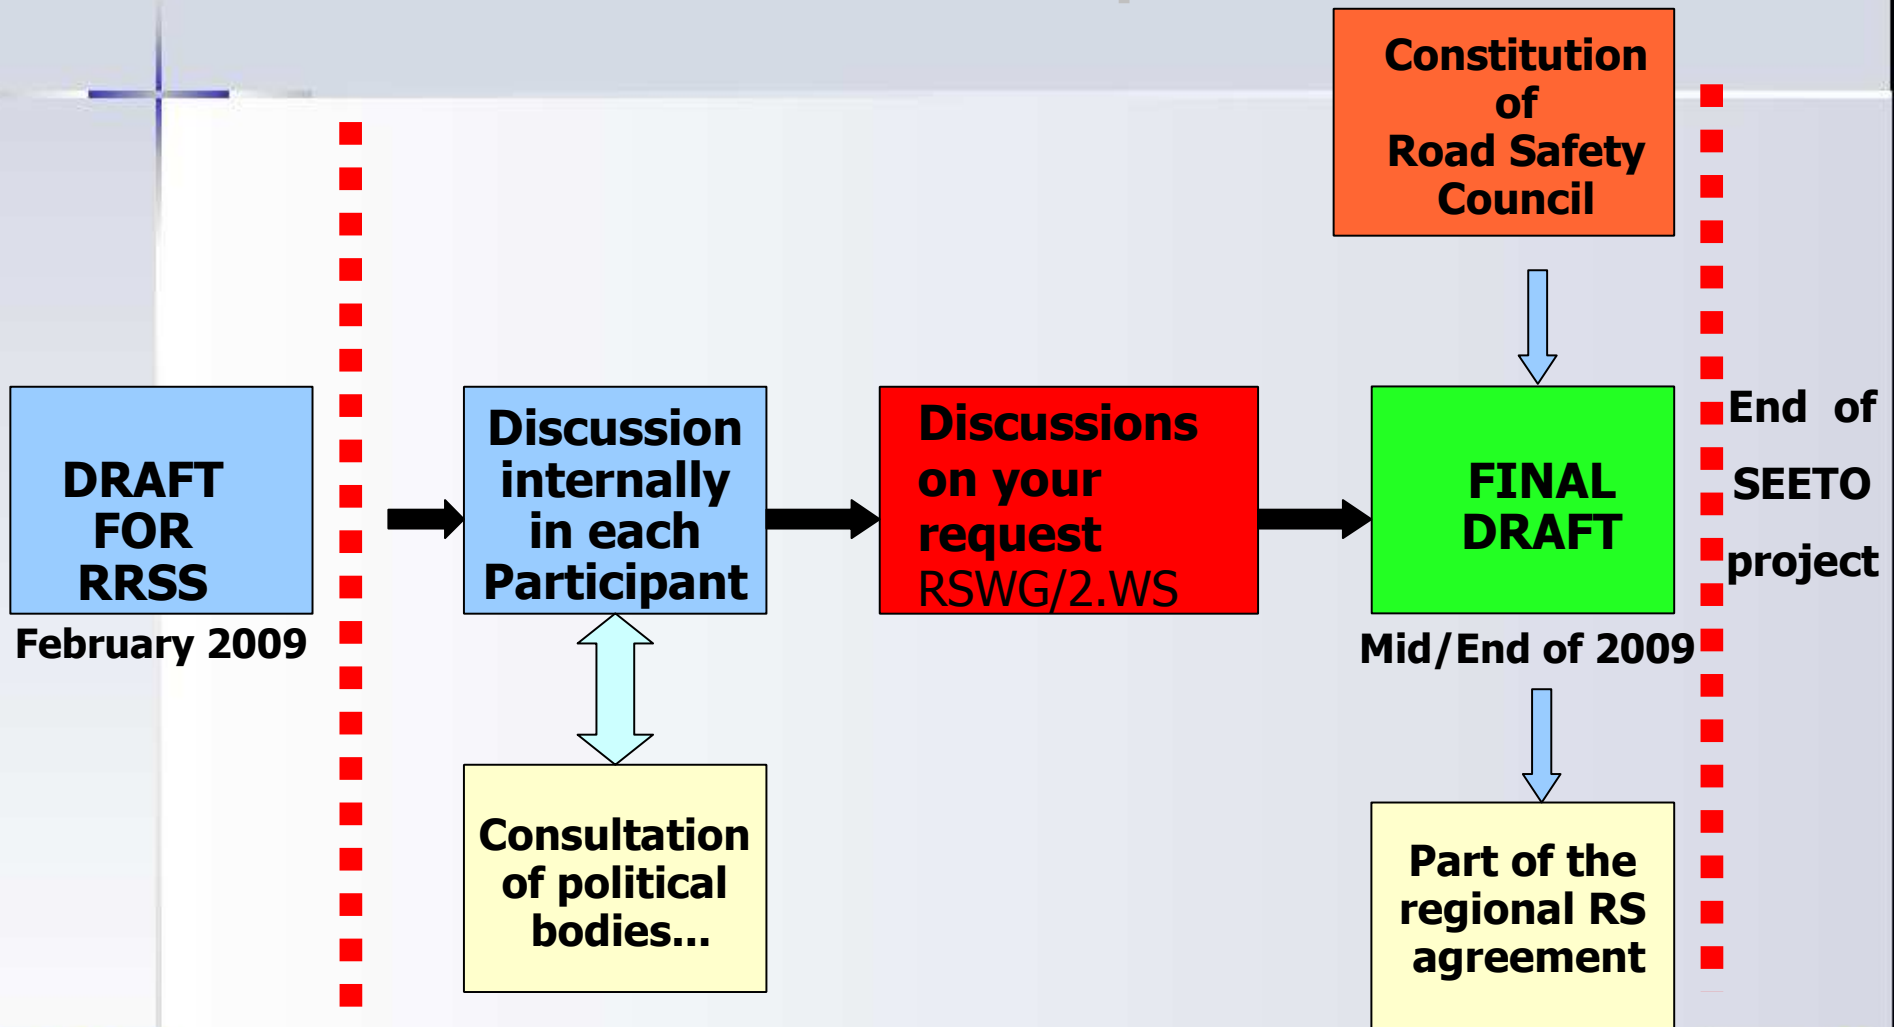 Constitution
of
Road Safety
Council
DRAFT
FOR
RRSS
February 2009
Discussion
internally
in each
Participant
Discussions
on your
request
RSWG/2.WS
FINAL
DRAFT
Mid/End of 2009
End of
SEETO
project
Consultation
of political
bodies...
Part of the
regional RS
agreement